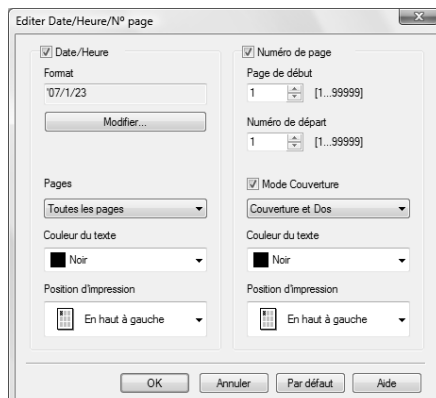 Editer Date/Heure/Nº page
Date/Heure
Format
'07/1/23
Modifier...
Pages
Toutes les pages
Couleur du texte
Noir
Position d'impression
En haut à gauche
Numéro de page
Page de début
1 [1...99999]
Numéro de départ
1 [1...99999]
Mode Couverture
Couverture et Dos
Couleur du texte
Noir
Position d'impression
En haut à gauche
OK Annuler Par défaut Aide